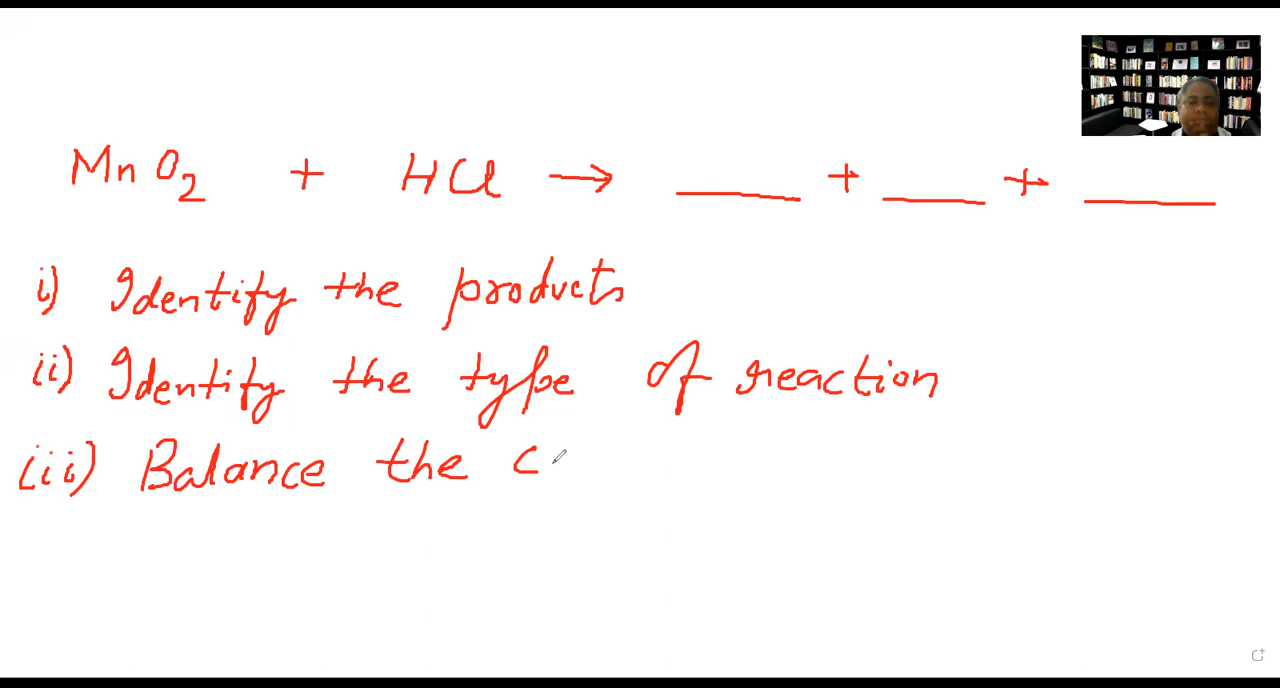 MnO2 + HCl → ____ + ____ + ____
i) Identify the products
ii) Identify the type of reaction
iii) Balance the c